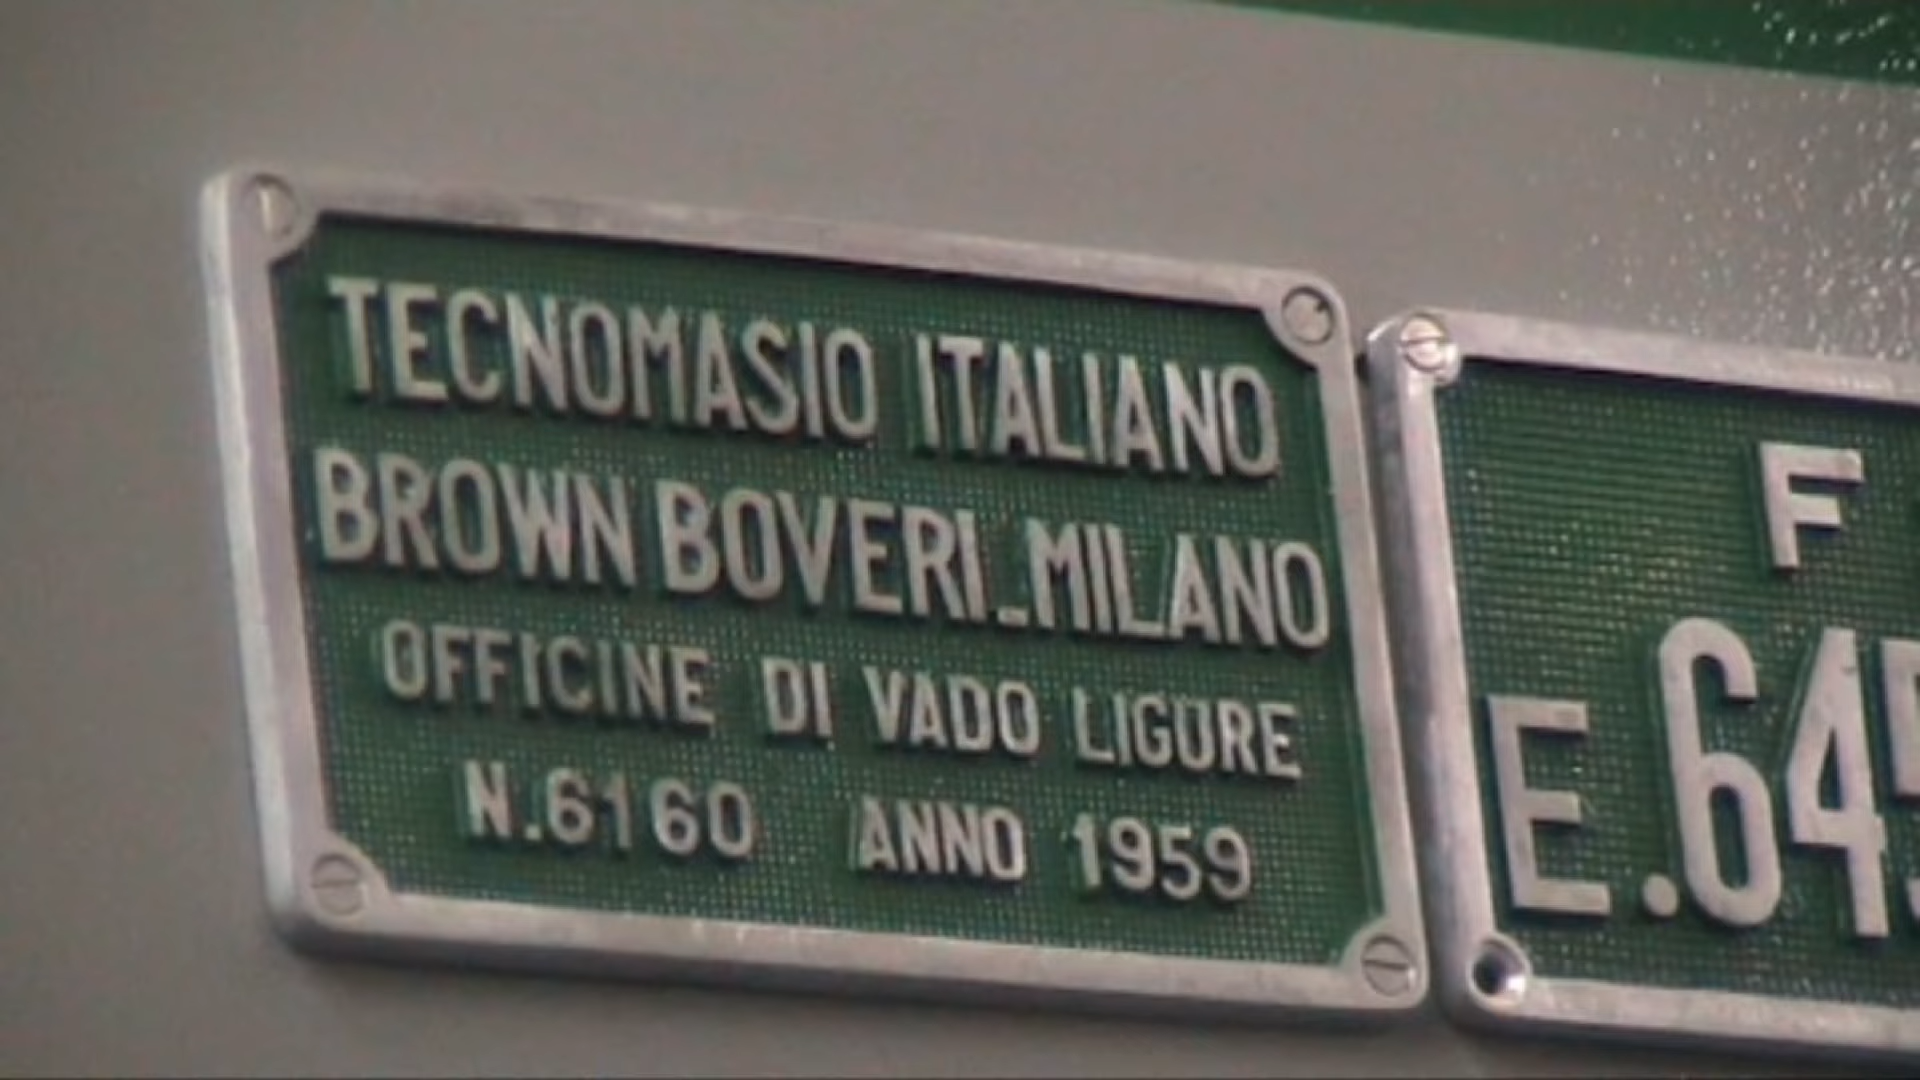 TECNOMASIO ITALIANO
BROWN BOVERI-MILANO
OFFICINE DI VADO LIGURE
N.6160 ANNO 1959
F
E.645